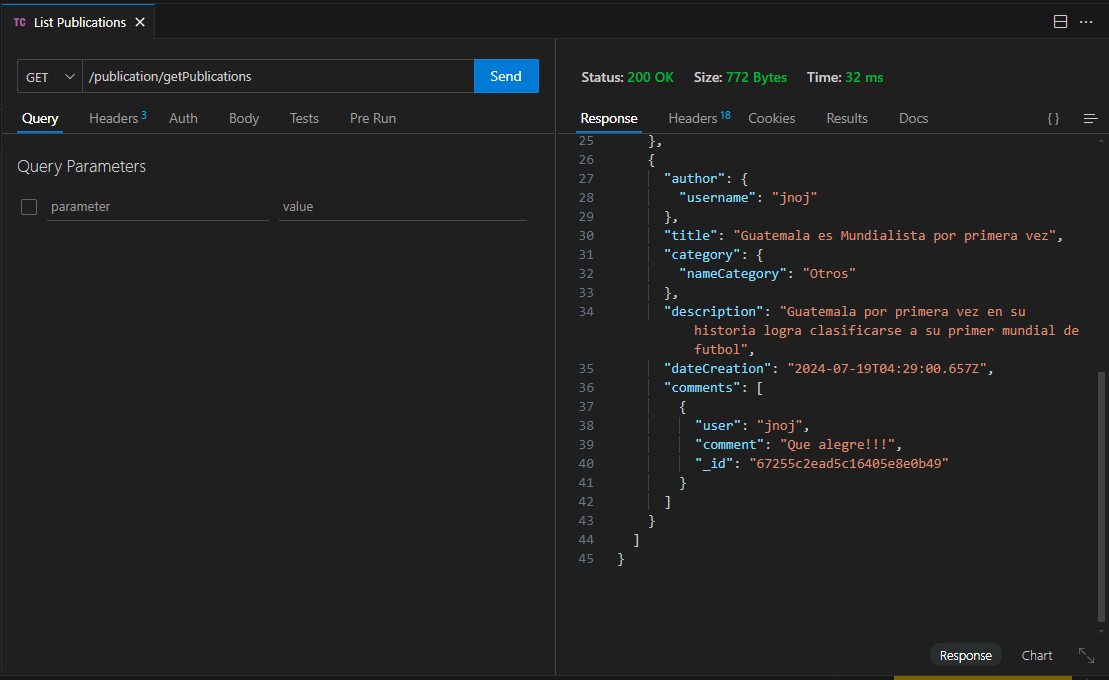 TC List Publications
GET /publication/getPublications Send
Query Headers 3 Auth Body Tests Pre Run
Query Parameters
parameter value
Status: 200 OK Size: 772 Bytes Time: 32 ms
Response Headers 18 Cookies Results Docs { }
25 },
26 {
27 "author": {
28 "username": "jnoj"
29 },
30 "title": "Guatemala es Mundialista por primera vez",
31 "category": {
32 "nameCategory": "Otros"
33 },
34 "description": "Guatemala por primera vez en su
historia logra clasificarse a su primer mundial de
futbol",
35 "dateCreation": "2024-07-19T04:29:00.657Z",
36 "comments": [
37 {
38 "user": "jnoj",
39 "comment": "Que alegre!!!",
40 "_id": "67255c2ead5c16405e8e0b49"
41 }
42 ]
43 }
44 ]
45 }
Response Chart